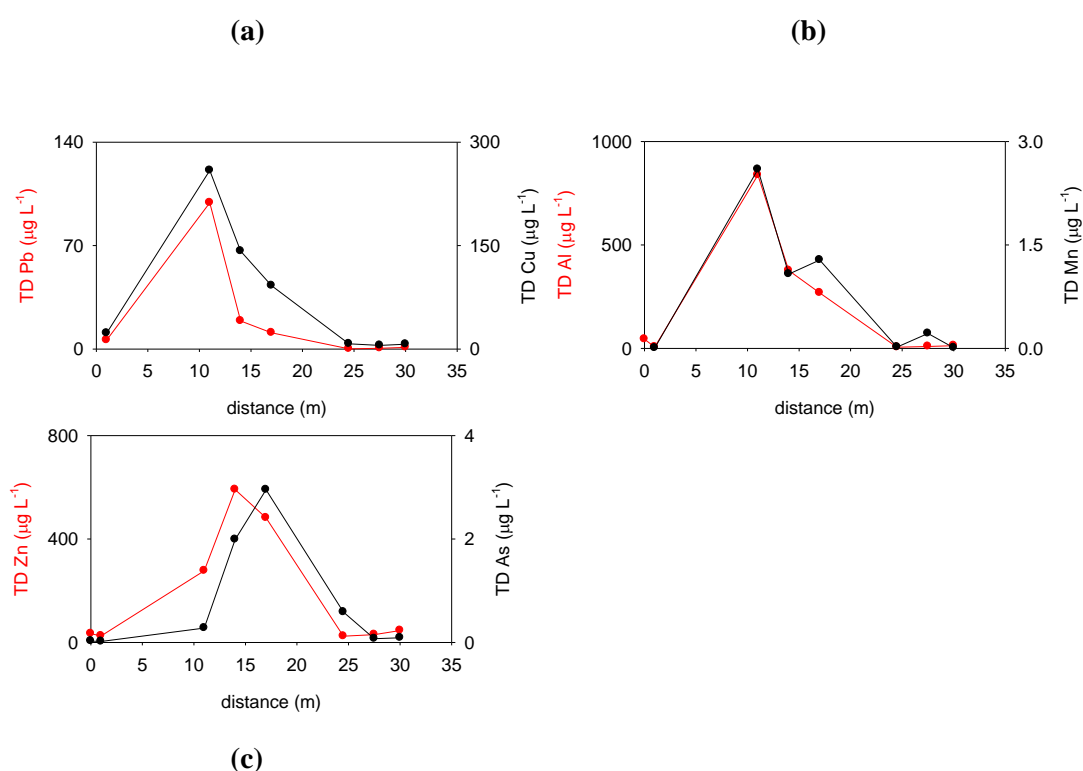 (a)
(b)
140
70
0
300
150
0
TD Pb (µg L-1)
TD Cu (µg L-1)
0 5 10 15 20 25 30 35
distance (m)
1000
500
0
3.0
1.5
0.0
TD Al (µg L-1)
TD Mn (µg L-1)
0 5 10 15 20 25 30 35
distance (m)
800
400
0
4
2
0
TD Zn (µg L-1)
TD As (µg L-1)
0 5 10 15 20 25 30 35
distance (m)
(c)